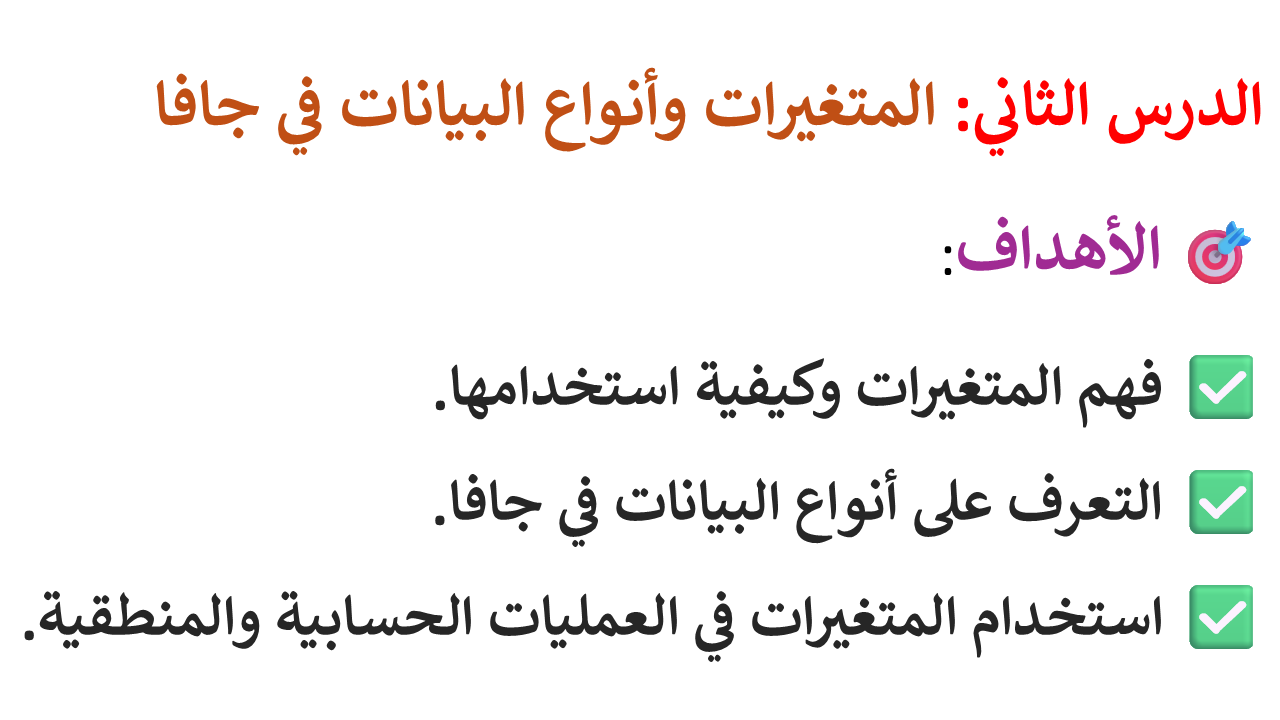 الدرس الثاني: المتغيرات وأنواع البيانات في جافا
🎯 الأهداف:
✅ فهم المتغيرات وكيفية استخدامها.
✅ التعرف على أنواع البيانات في جافا.
✅ استخدام المتغيرات في العمليات الحسابية والمنطقية.